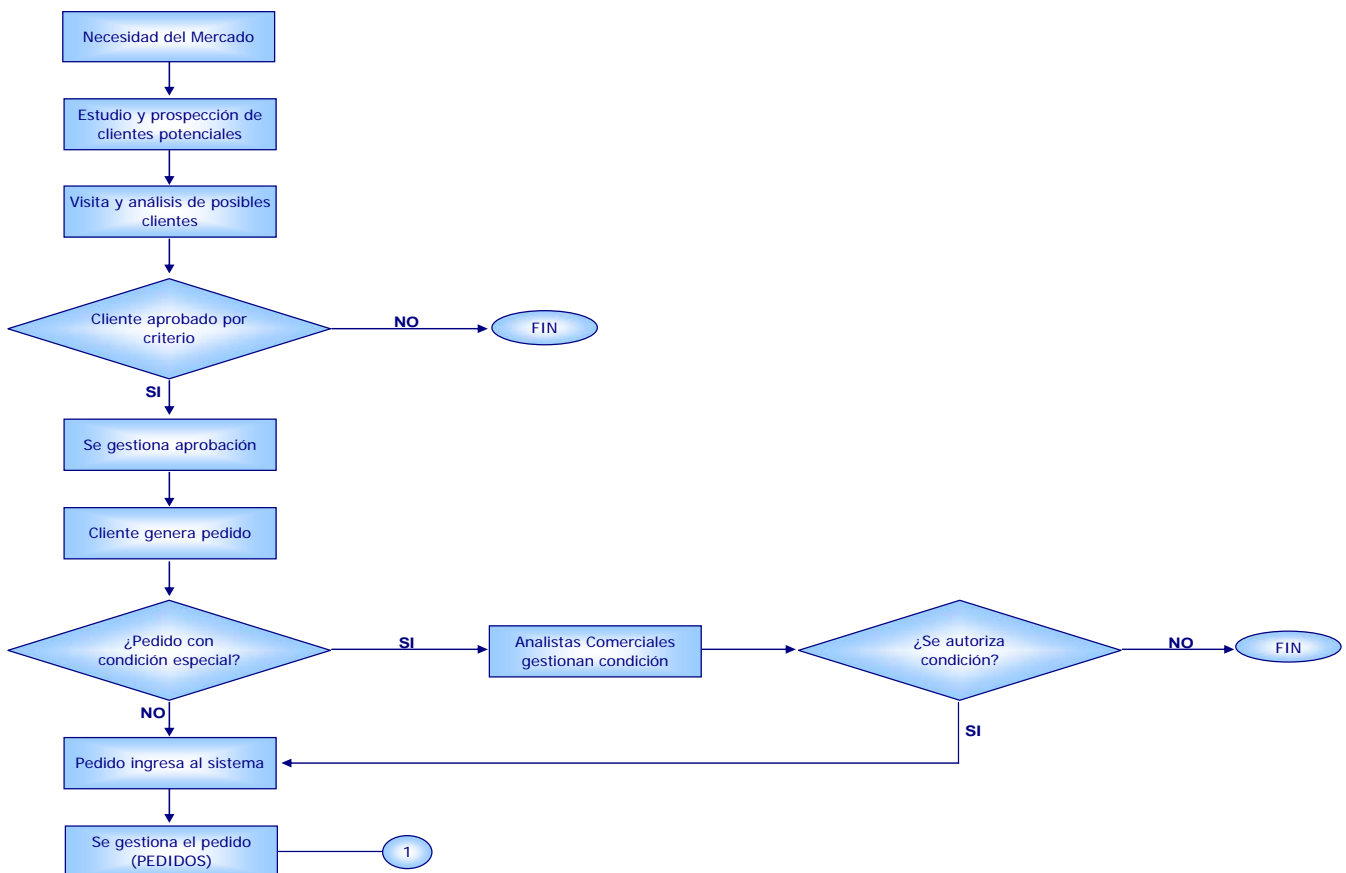 Necesidad del Mercado
Estudio y prospección de
clientes potenciales
Visita y análisis de posibles
clientes
Cliente aprobado por
criterio
NO
FIN
SI
Se gestiona aprobación
Cliente genera pedido
¿Pedido con
condición especial?
SI
Analistas Comerciales
gestionan condición
¿Se autoriza
condición?
NO
FIN
NO
SI
Pedido ingresa al sistema
Se gestiona el pedido
(PEDIDOS)
1